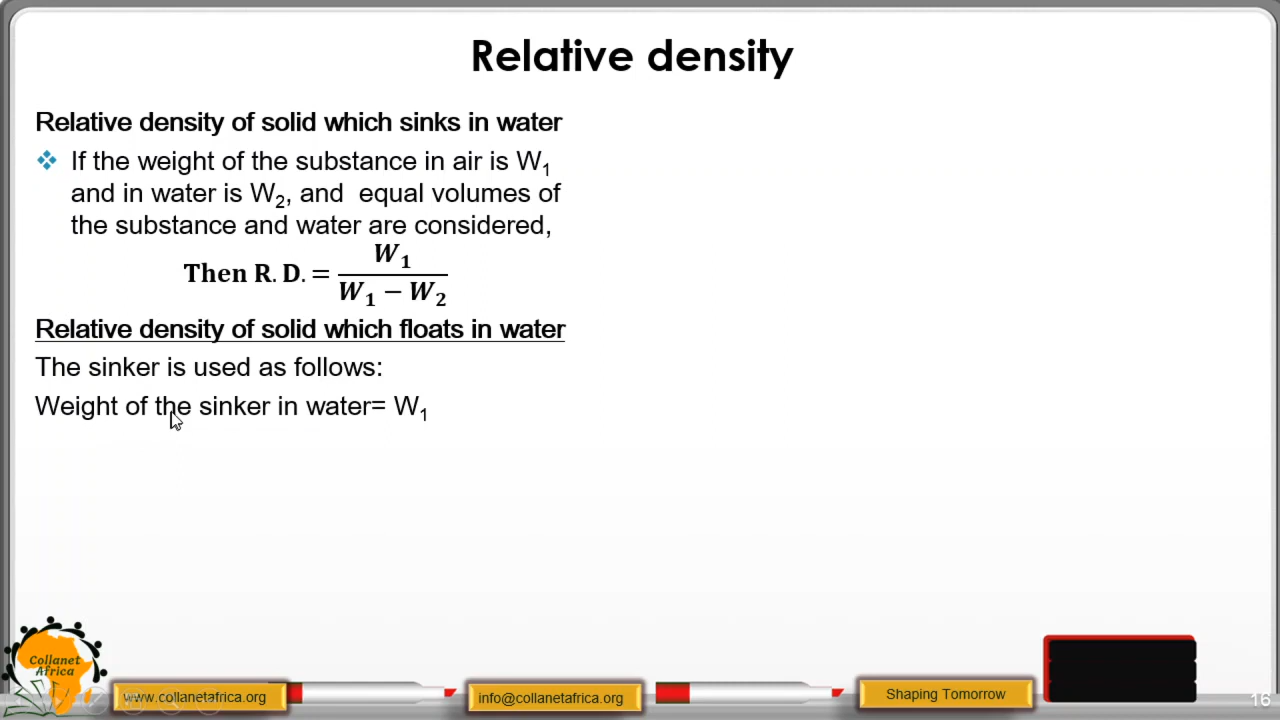 Relative density
Relative density of solid which sinks in water
❖ If the weight of the substance in air is W₁
and in water is W₂, and equal volumes of
the substance and water are considered,
Then R. D. = W₁ / (W₁ − W₂)
Relative density of solid which floats in water
The sinker is used as follows:
Weight of the sinker in water= W₁
Collanet
Africa
www.collanetafrica.org
info@collanetafrica.org
Shaping Tomorrow
16